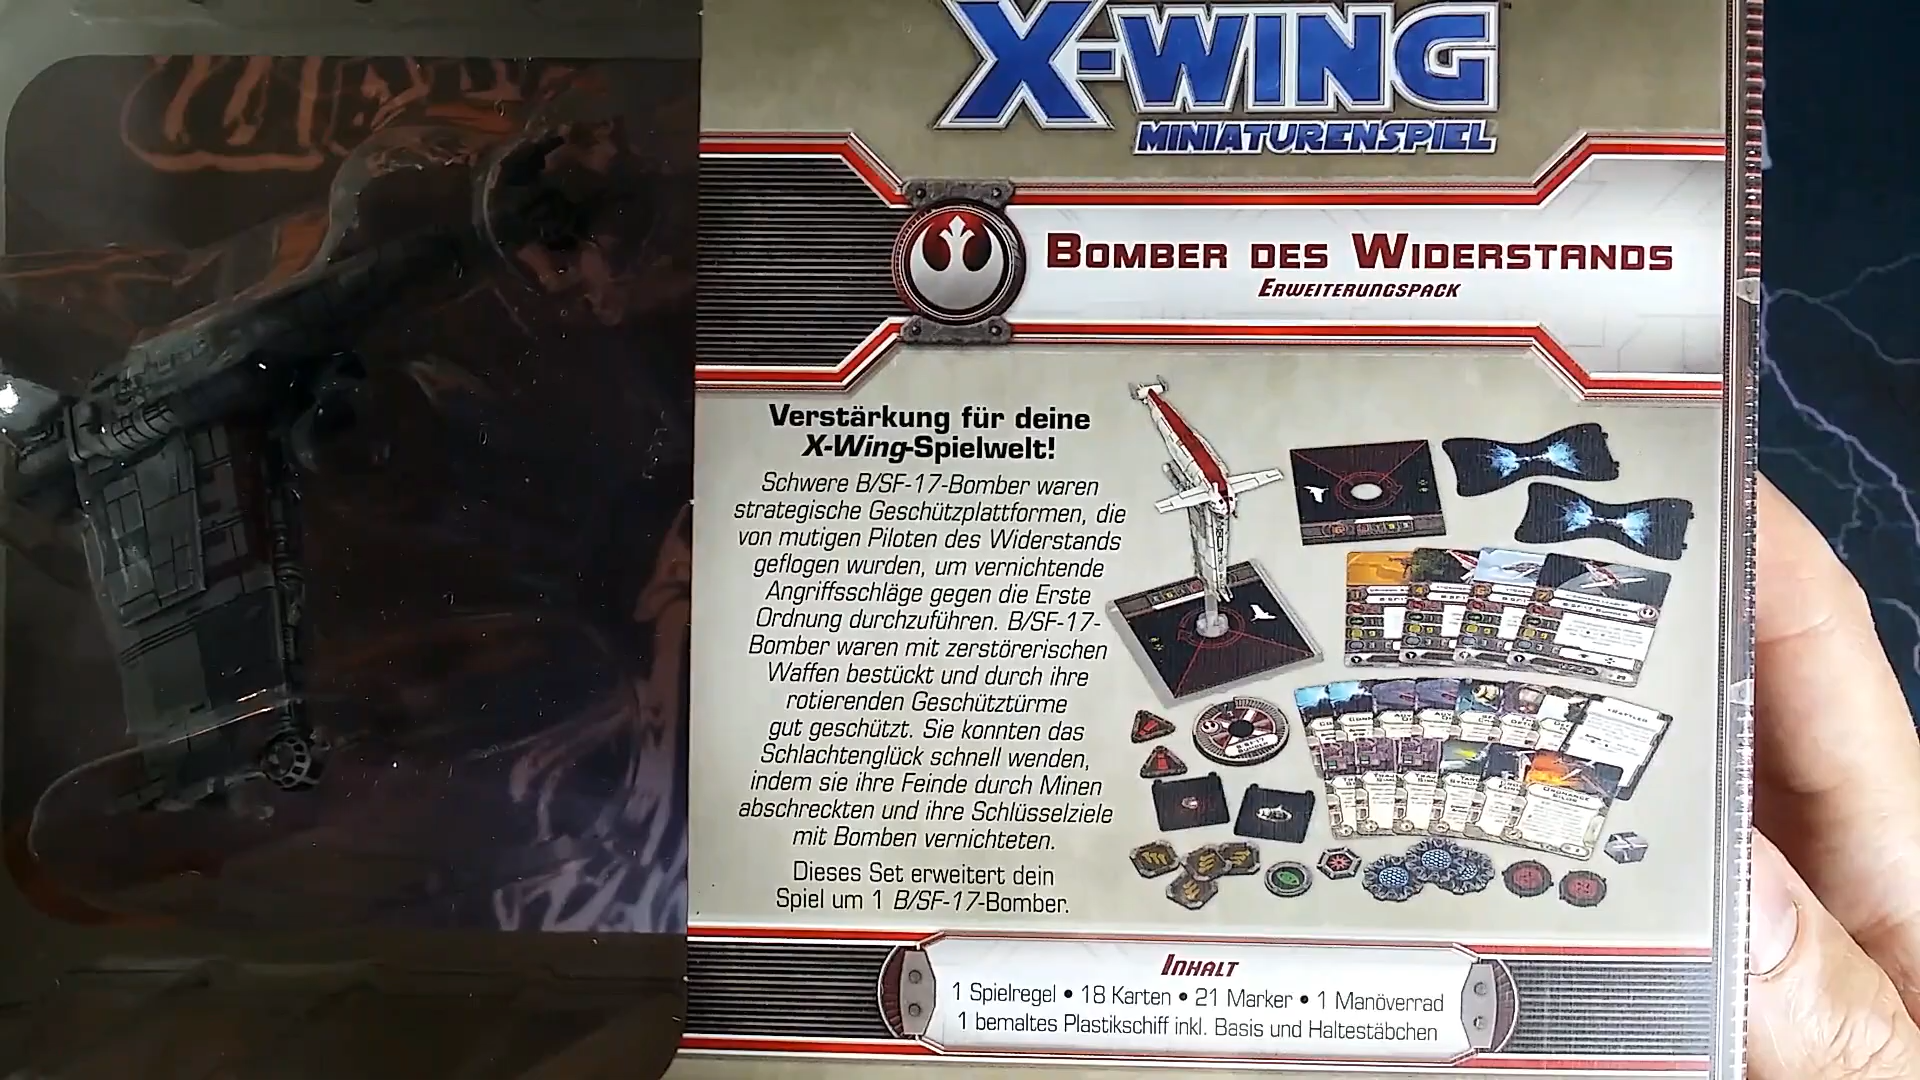 X-WING
MINIATURENSPIEL
BOMBER DES WIDERSTANDS
ERWEITERUNGSPACK
Verstärkung für deine
X-Wing-Spielwelt!
Schwere B/SF-17-Bomber waren
strategische Geschützplattformen, die
von mutigen Piloten des Widerstands
geflogen wurden, um vernichtende
Angriffsschläge gegen die Erste
Ordnung durchzuführen. B/SF-17-
Bomber waren mit zerstörerischen
Waffen bestückt und durch ihre
rotierenden Geschütztürme
gut geschützt. Sie konnten das
Schlachtenglück schnell wenden,
indem sie ihre Feinde durch Minen
abschreckten und ihre Schlüsselziele
mit Bomben vernichteten.
Dieses Set erweitert dein
Spiel um 1 B/SF-17-Bomber.
INHALT
1 Spielregel • 18 Karten • 21 Marker • 1 Manöverrad
1 bemaltes Plastikschiff inkl. Basis und Haltestäbchen